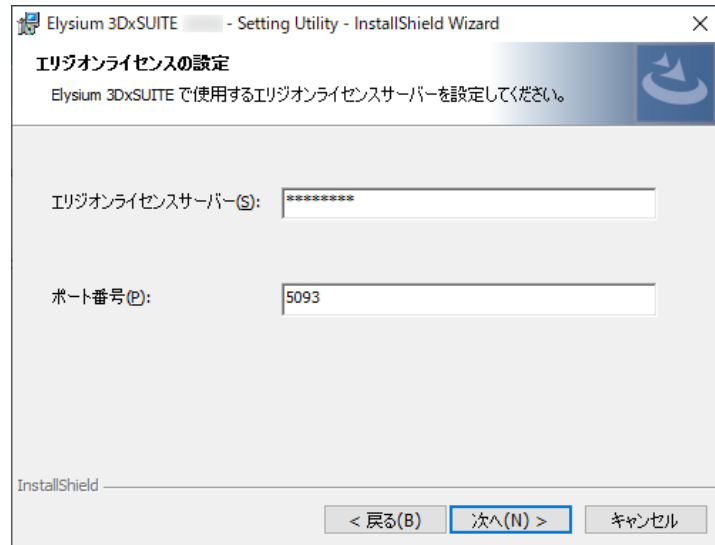 Elysium 3DxSUITE - Setting Utility - InstallShield Wizard
エリジオンライセンスの設定
Elysium 3DxSUITE で使用するエリジオンライセンスサーバーを設定してください。
エリジオンライセンスサーバー(S): ********
ポート番号(P): 5093
InstallShield
< 戻る(B) 次へ(N) > キャンセル